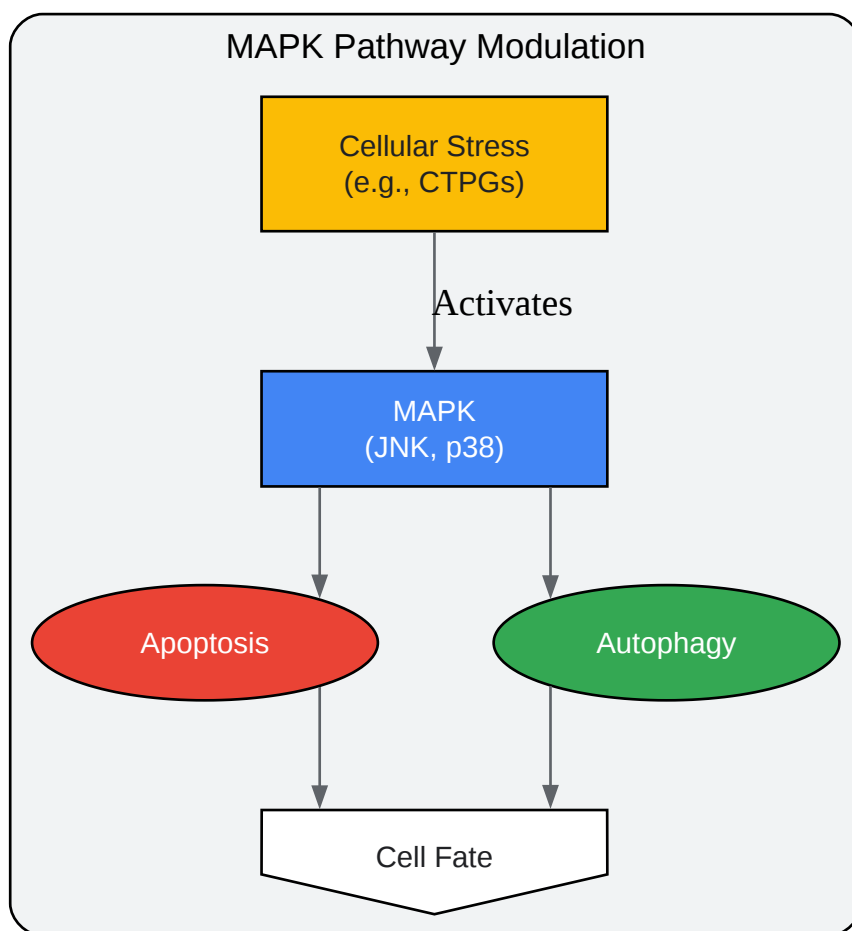 MAPK Pathway Modulation
Cellular Stress
(e.g., CTPGs)
Activates
MAPK
(JNK, p38)
Apoptosis
Autophagy
Cell Fate